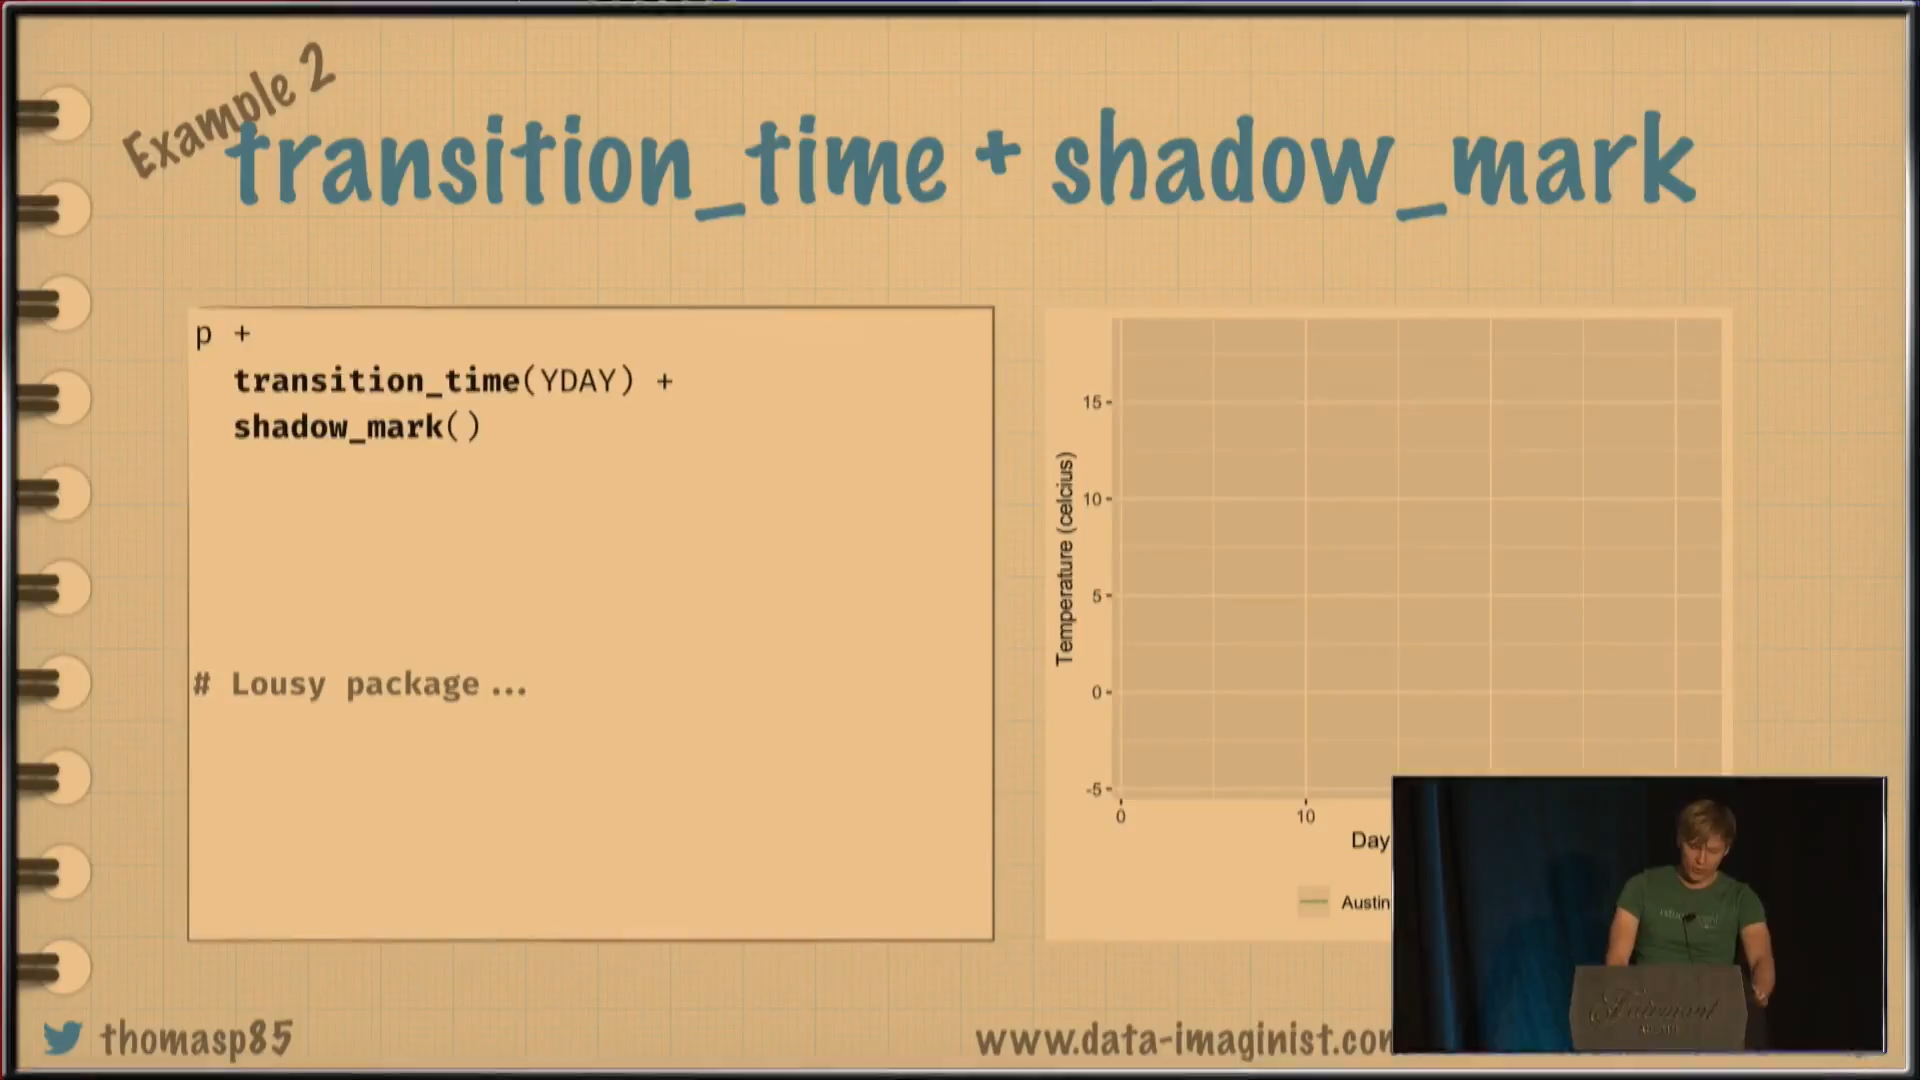 Example 2
transition_time + shadow_mark
p +
transition_time(YDAY) +
shadow_mark()
# Lousy package ...
Temperature (celcius)
15
10
5
0
-5
0
10
Day
Austin
thomasp85
www.data-imaginist.com
Fairmont